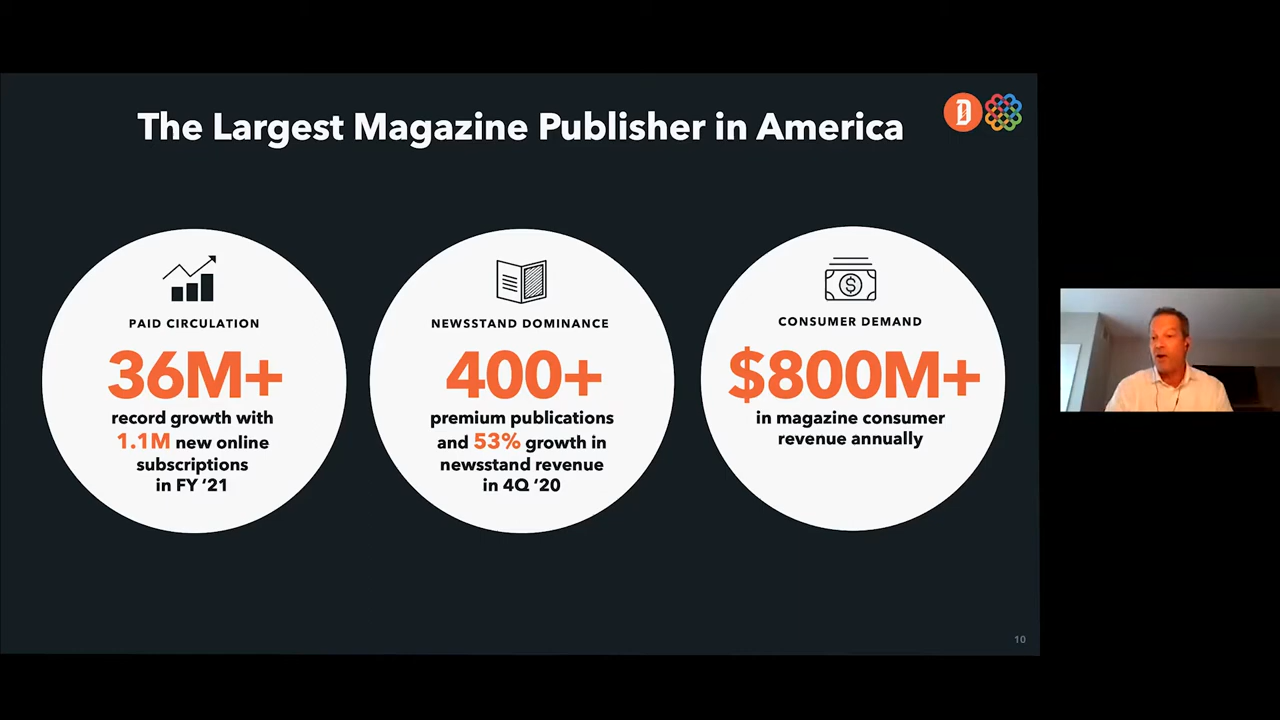 The Largest Magazine Publisher in America
D
PAID CIRCULATION
36M+
record growth with
1.1M new online
subscriptions
in FY ‘21
NEWSSTAND DOMINANCE
400+
premium publications
and 53% growth in
newsstand revenue
in 4Q ‘20
CONSUMER DEMAND
$800M+
in magazine consumer
revenue annually
10